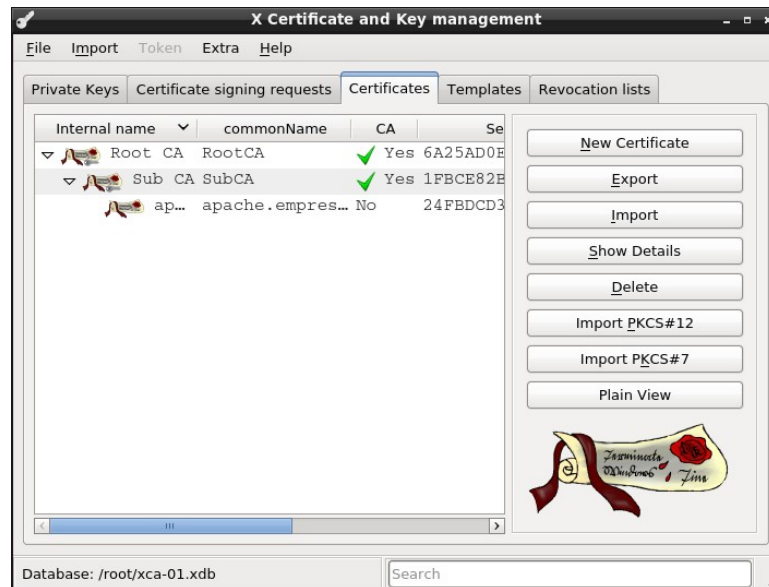 X Certificate and Key management
File Import Token Extra Help
Private Keys Certificate signing requests Certificates Templates Revocation lists
Internal name commonName CA Se
Root CA RootCA Yes 6A25AD0E
Sub CA SubCA Yes 1FBCE82B
ap... apache.empres... No 24FBDCD3
New Certificate
Export
Import
Show Details
Delete
Import PKCS#12
Import PKCS#7
Plain View
Database: /root/xca-01.xdb
Search